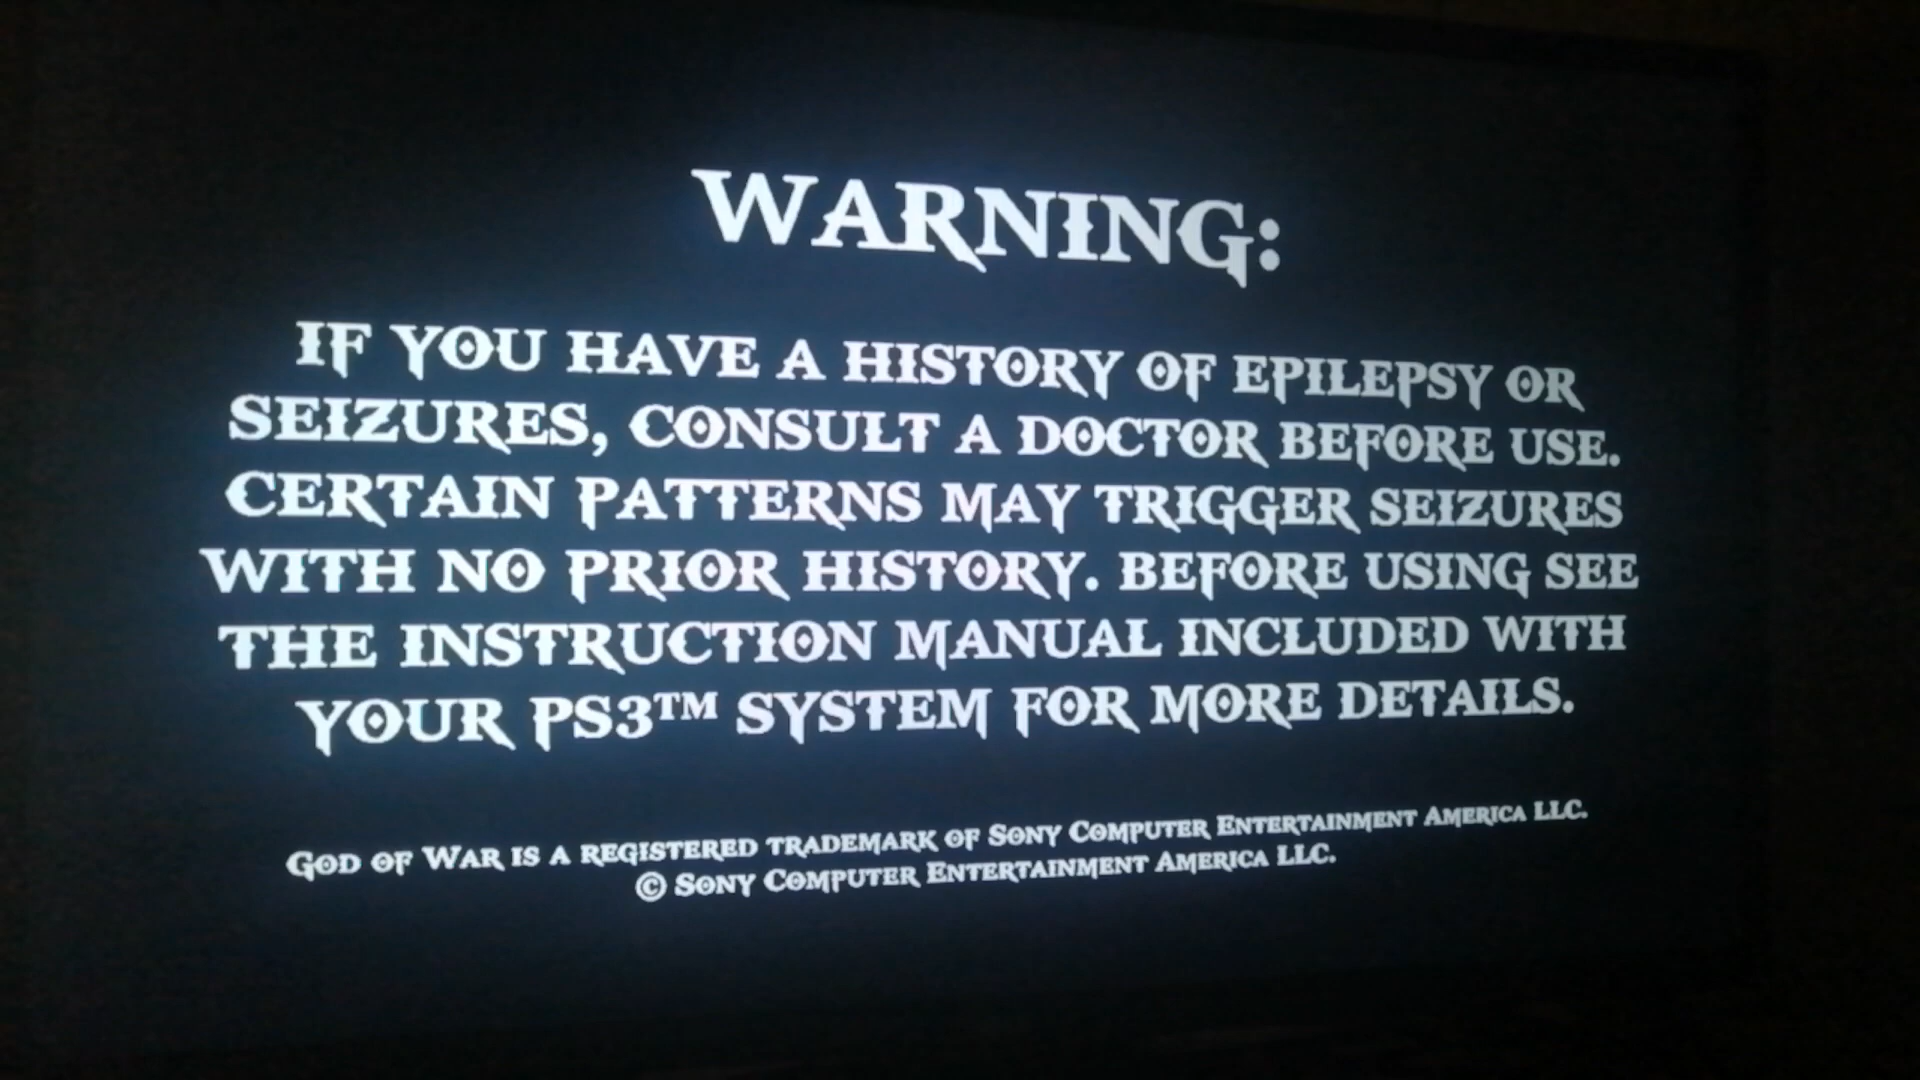 WARNING:
IF YOU HAVE A HISTORY OF EPILEPSY OR
SEIZURES, CONSULT A DOCTOR BEFORE USE.
CERTAIN PATTERNS MAY TRIGGER SEIZURES
WITH NO PRIOR HISTORY. BEFORE USING SEE
THE INSTRUCTION MANUAL INCLUDED WITH
YOUR PS3™ SYSTEM FOR MORE DETAILS.
GOD OF WAR IS A REGISTERED TRADEMARK OF SONY COMPUTER ENTERTAINMENT AMERICA LLC.
© SONY COMPUTER ENTERTAINMENT AMERICA LLC.